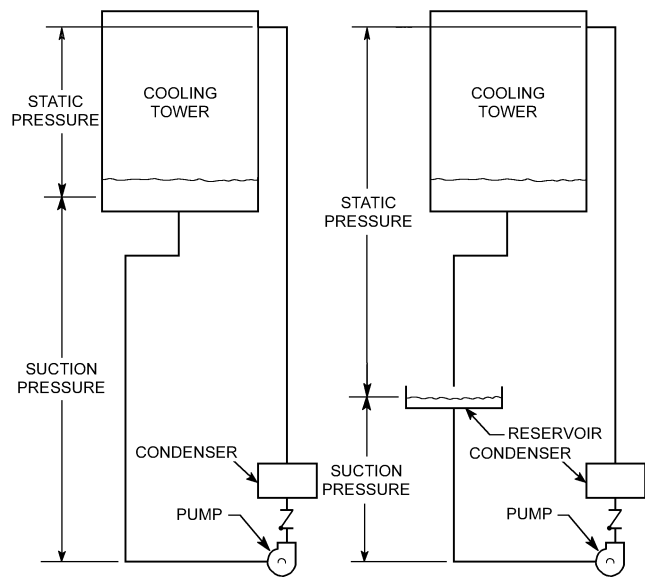 COOLING
TOWER
STATIC
PRESSURE
SUCTION
PRESSURE
CONDENSER
PUMP
COOLING
TOWER
STATIC
PRESSURE
RESERVOIR
CONDENSER
SUCTION
PRESSURE
PUMP